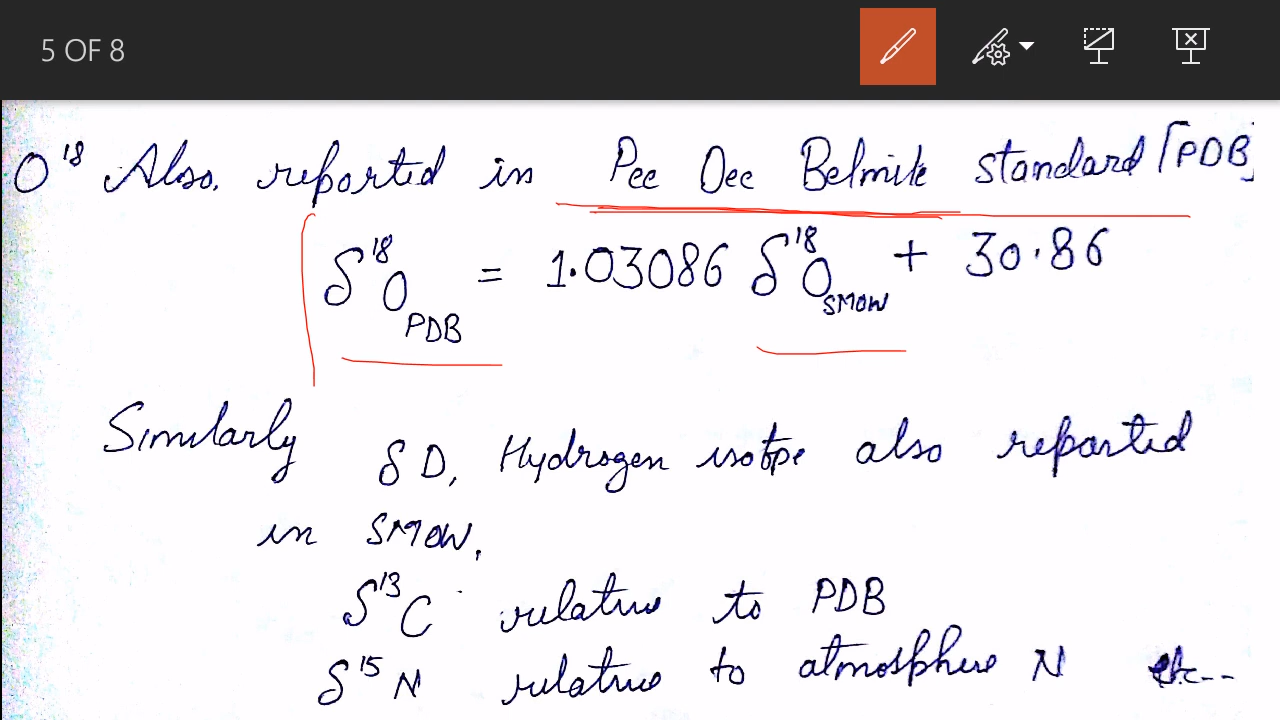 5 OF 8
O¹⁸ Also reported in Pee Dee Belmite standard [PDB]
δ¹⁸O_PDB = 1.03086 δ¹⁸O_SMOW + 30.86
Similarly δD, Hydrogen isotope also reported
in SMOW.
δ¹³C relative to PDB
δ¹⁵N relative to atmosphere N etc--